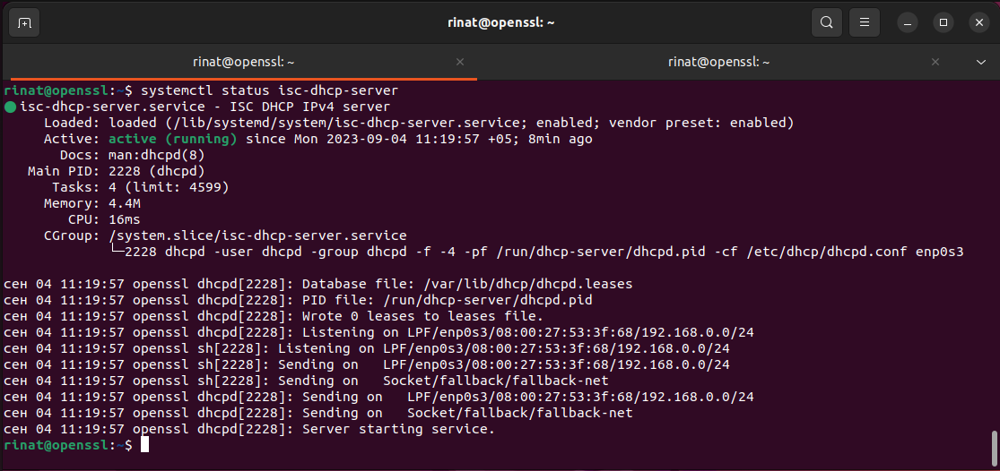 rinat@openssl: ~
rinat@openssl: ~
rinat@openssl: ~
rinat@openssl:~$ systemctl status isc-dhcp-server
isc-dhcp-server.service - ISC DHCP IPv4 server
Loaded: loaded (/lib/systemd/system/isc-dhcp-server.service; enabled; vendor preset: enabled)
Active: active (running) since Mon 2023-09-04 11:19:57 +05; 8min ago
Docs: man:dhcpd(8)
Main PID: 2228 (dhcpd)
Tasks: 4 (limit: 4599)
Memory: 4.4M
CPU: 16ms
CGroup: /system.slice/isc-dhcp-server.service
└─2228 dhcpd -user dhcpd -group dhcpd -f -4 -pf /run/dhcp-server/dhcpd.pid -cf /etc/dhcp/dhcpd.conf enp0s3
сен 04 11:19:57 openssl dhcpd[2228]: Database file: /var/lib/dhcp/dhcpd.leases
сен 04 11:19:57 openssl dhcpd[2228]: PID file: /run/dhcp-server/dhcpd.pid
сен 04 11:19:57 openssl dhcpd[2228]: Wrote 0 leases to leases file.
сен 04 11:19:57 openssl dhcpd[2228]: Listening on LPF/enp0s3/08:00:27:53:3f:68/192.168.0.0/24
сен 04 11:19:57 openssl sh[2228]: Listening on LPF/enp0s3/08:00:27:53:3f:68/192.168.0.0/24
сен 04 11:19:57 openssl sh[2228]: Sending on   LPF/enp0s3/08:00:27:53:3f:68/192.168.0.0/24
сен 04 11:19:57 openssl sh[2228]: Sending on   Socket/fallback/fallback-net
сен 04 11:19:57 openssl dhcpd[2228]: Sending on   LPF/enp0s3/08:00:27:53:3f:68/192.168.0.0/24
сен 04 11:19:57 openssl dhcpd[2228]: Sending on   Socket/fallback/fallback-net
сен 04 11:19:57 openssl dhcpd[2228]: Server starting service.
rinat@openssl:~$